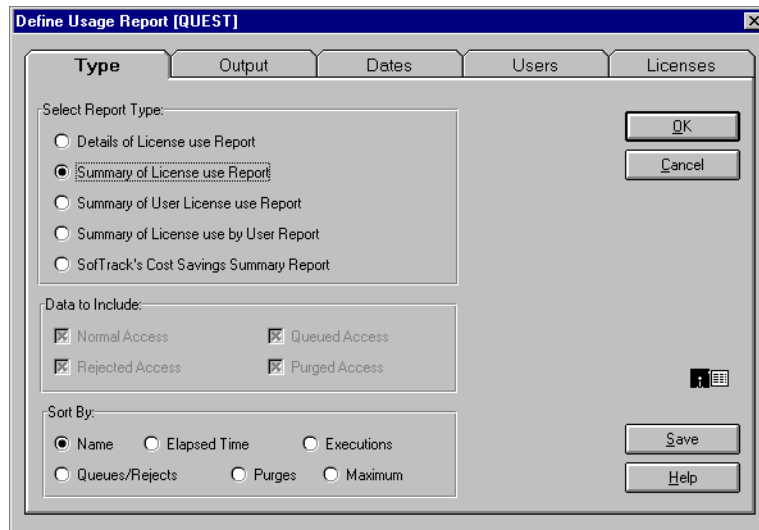 Define Usage Report [QUEST]
Type Output Dates Users Licenses
Select Report Type:
Details of License use Report
Summary of License use Report
Summary of User License use Report
Summary of License use by User Report
SofTrack's Cost Savings Summary Report
OK
Cancel
Data to Include:
Normal Access Queued Access
Rejected Access Purged Access
Sort By:
Name Elapsed Time Executions
Queues/Rejects Purges Maximum
Save
Help